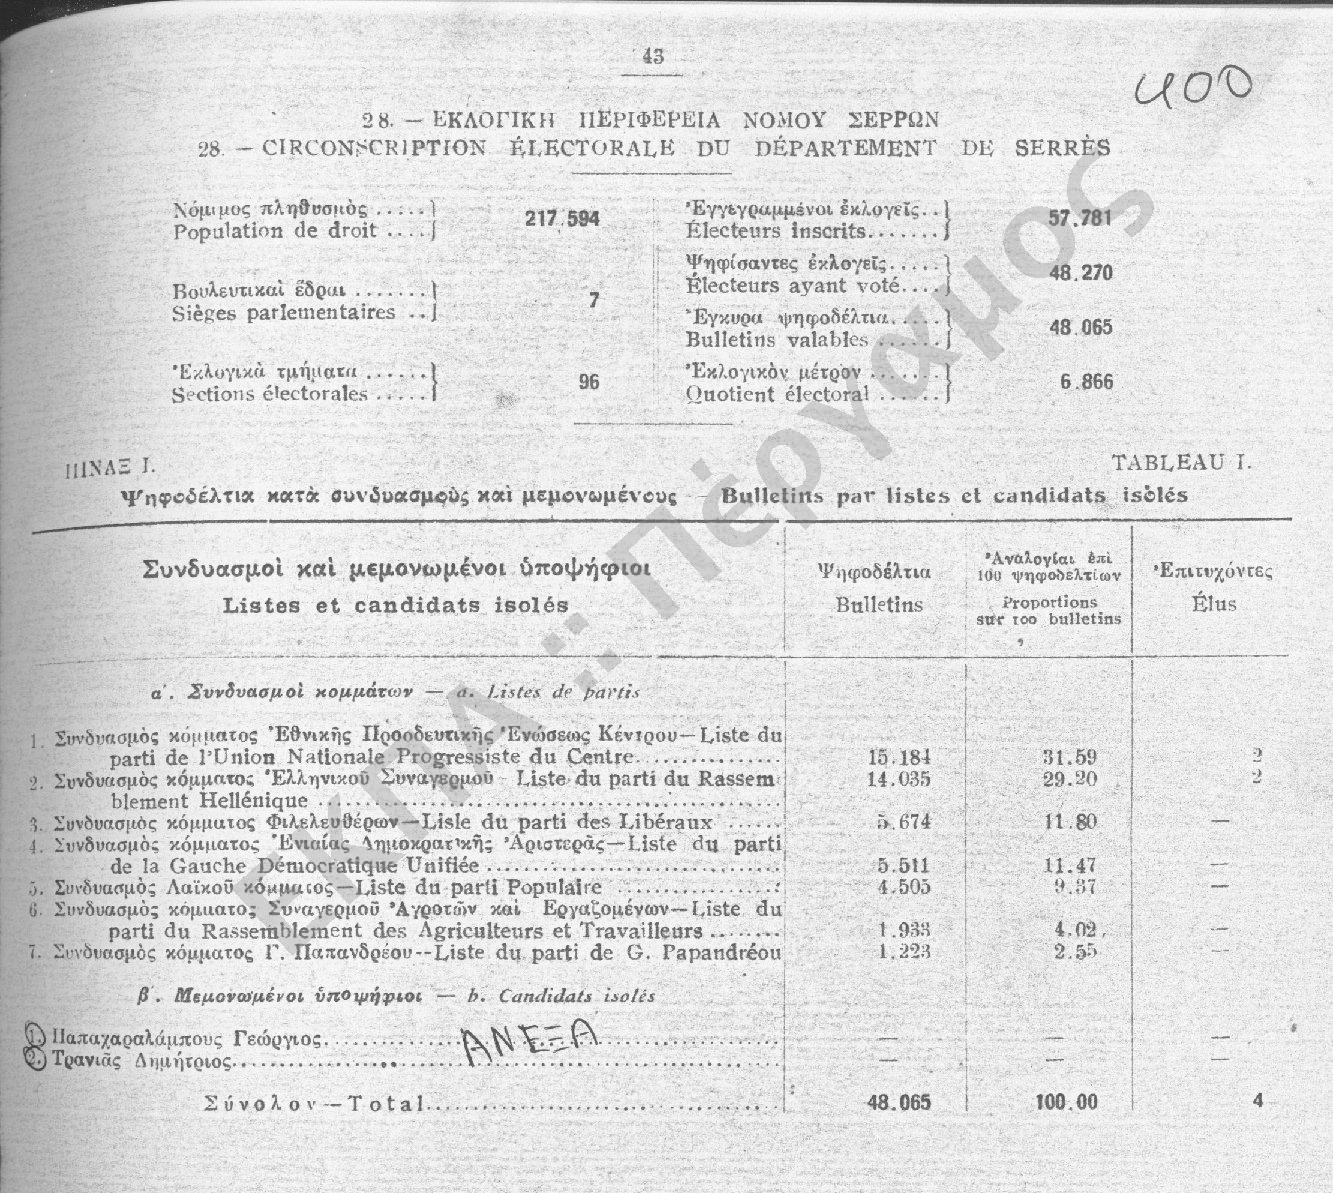 43
400
28. — ΕΚΛΟΓΙΚΗ ΠΕΡΙΦΕΡΕΙΑ ΝΟΜΟΥ ΣΕΡΡΩΝ
28. — CIRCONSCRIPTION ÉLECTORALE DU DÉPARTEMENT DE SERRÈS
Νόμιμος πληθυσμὸς .....
Population de droit ....
217.594
Βουλευτικαὶ ἕδραι .......
Sièges parlementaires ..
7
Ἐκλογικὰ τμήματα ......
Sections électorales .....
96
Ἐγγεγραμμένοι ἐκλογεῖς..
Électeurs inscrits.......
57.781
Ψηφίσαντες ἐκλογεῖς.....
Électeurs ayant voté....
48.270
Ἔγκυρα ψηφοδέλτια.....
Bulletins valables ......
48.065
Ἐκλογικὸν μέτρον .......
Quotient électoral ......
6.866
ΠΙΝΑΞ Ι.
TABLEAU I.
Ψηφοδέλτια κατὰ συνδυασμοὺς καὶ μεμονωμένους — Bulletins par listes et candidats isolés
Συνδυασμοὶ καὶ μεμονωμένοι ὑποψήφιοι
Listes et candidats isolés
Ψηφοδέλτια
Bulletins
Ἀναλογίαι ἐπὶ
100 ψηφοδελτίων
Proportions
sur 100 bulletins
Ἐπιτυχόντες
Élus
α΄. Συνδυασμοὶ κομμάτων — a. Listes de partis
1. Συνδυασμὸς κόμματος Ἐθνικῆς Προοδευτικῆς Ἑνώσεως Κέντρου—Liste du
parti de l'Union Nationale Progressiste du Centre............... 15.184 31.59 2
2. Συνδυασμὸς κόμματος Ἑλληνικοῦ Συναγερμοῦ - Liste du parti du Rassem
blement Hellénique ............................................... 14.035 29.20 2
3. Συνδυασμὸς κόμματος Φιλελευθέρων—Lisle du parti des Libéraux ...... 5.674 11.80 —
4. Συνδυασμὸς κόμματος Ἑνιαίας Δημοκρατικῆς Ἀριστερᾶς—Liste du parti
de la Gauche Démocratique Unifiée .............................. 5.511 11.47 —
5. Συνδυασμὸς Λαϊκοῦ κόμματος—Liste du parti Populaire ................ 4.505 9.37 —
6. Συνδυασμὸς κόμματος Συναγερμοῦ Ἀγροτῶν καὶ Ἐργαζομένων—Liste du
parti du Rassemblement des Agriculteurs et Travailleurs ........ 1.933 4.02 —
7. Συνδυασμὸς κόμματος Γ. Παπανδρέου--Liste du parti de G. Papandréou 1.223 2.55 —
β΄. Μεμονωμένοι ὑποψήφιοι — b. Candidats isolés
1. Παπαχαραλάμπους Γεώργιος............ ΑΝΕΞΑ .................. — — —
2. Τρανιᾶς Δημήτριος............................................... — — —
Σύνολον—Total.................................. 48.065 100.00 4
ΕΚΠΑ :: Πέργαμος